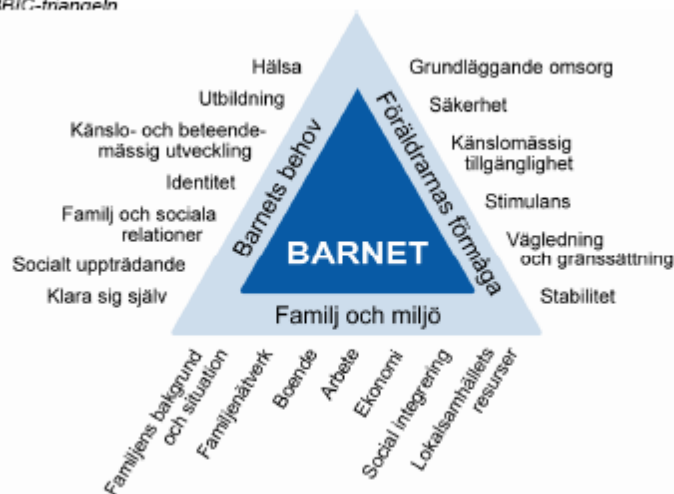 BBIC-triangeln
Hälsa
Utbildning
Känslo- och beteende-
mässig utveckling
Identitet
Familj och sociala
relationer
Socialt uppträdande
Klara sig själv
Barnets behov
BARNET
Föräldrarnas förmåga
Grundläggande omsorg
Säkerhet
Känslomässig
tillgänglighet
Stimulans
Vägledning
och gränssättning
Stabilitet
Familj och miljö
Familjens bakgrund
och situation
Familjenätverk
Boende
Arbete
Ekonomi
Social integrering
Lokalsamhällets
resurser